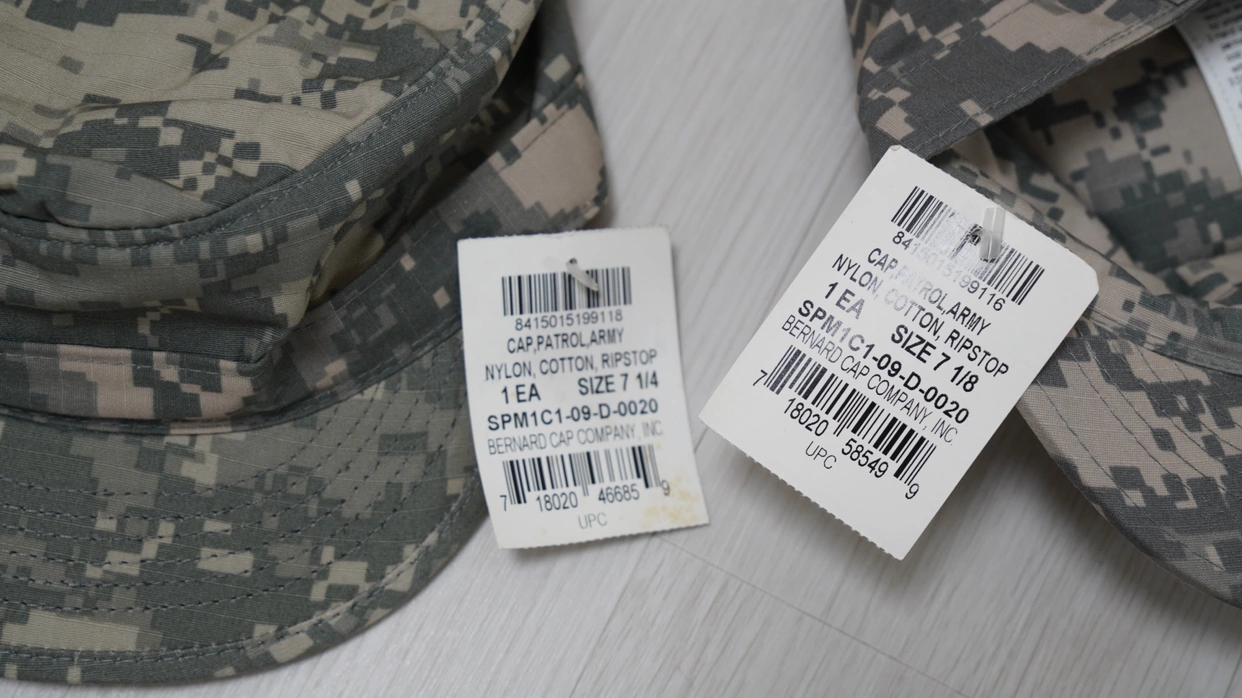 8415015199118
CAP,PATROL,ARMY
NYLON, COTTON, RIPSTOP
1 EA SIZE 7 1/4
SPM1C1-09-D-0020
BERNARD CAP COMPANY, INC
7 18020 46685 9
UPC
8415015199116
CAP,PATROL,ARMY
NYLON, COTTON, RIPSTOP
1 EA SIZE 7 1/8
SPM1C1-09-D-0020
BERNARD CAP COMPANY, INC
7 18020 58549 9
UPC